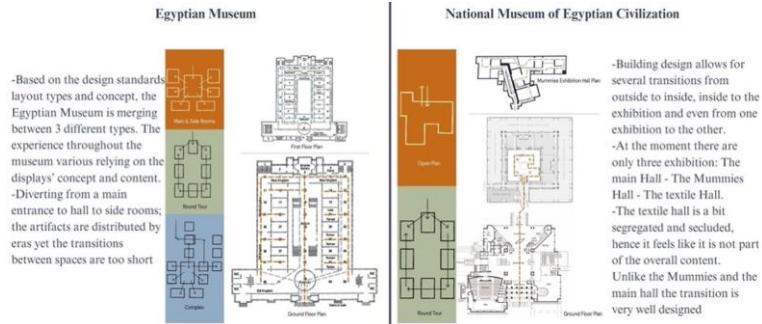 Egyptian Museum
-Based on the design standards
layout types and concept, the
Egyptian Museum is merging
between 3 different types. The
experience throughout the
museum various relying on the
displays' concept and content.
-Diverting from a main
entrance to hall to side rooms;
the artifacts are distributed by
eras yet the transitions
between spaces are too short
Main & Side Rooms
Round Tour
Complex
First Floor Plan
Ground Floor Plan
National Museum of Egyptian Civilization
Open Plan
Round Tour
Mummies Exhibition Hall Plan
Ground Floor Plan
-Building design allows for
several transitions from
outside to inside, inside to the
exhibition and even from one
exhibition to the other.
-At the moment there are
only three exhibition: The
main Hall - The Mummies
Hall - The textile Hall.
-The textile hall is a bit
segregated and secluded,
hence it feels like it is not part
of the overall content.
Unlike the Mummies and the
main hall the transition is
very well designed